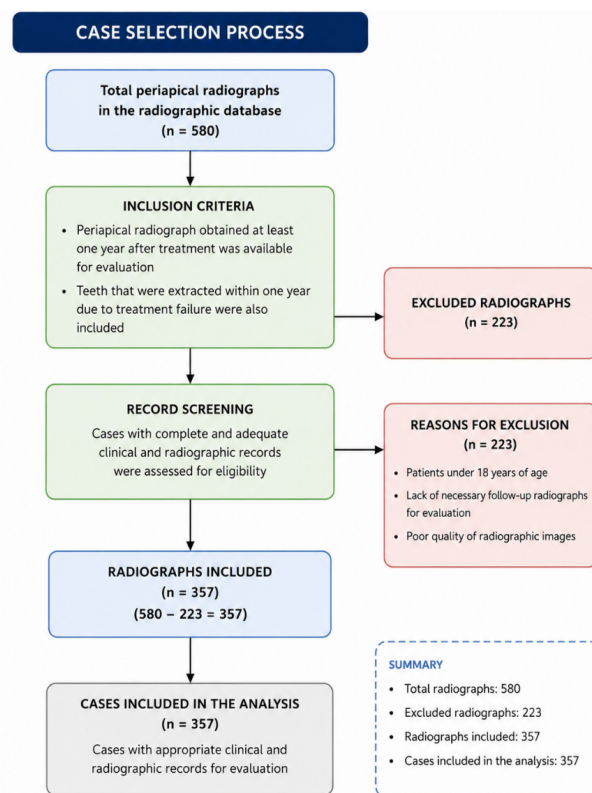 CASE SELECTION PROCESS
Total periapical radiographs
in the radiographic database
(n = 580)
INCLUSION CRITERIA
• Periapical radiograph obtained at least
one year after treatment was available
for evaluation
• Teeth that were extracted within one year
due to treatment failure were also
included
EXCLUDED RADIOGRAPHS
(n = 223)
RECORD SCREENING
Cases with complete and adequate
clinical and radiographic records
were assessed for eligibility
REASONS FOR EXCLUSION
(n = 223)
• Patients under 18 years of age
• Lack of necessary follow-up radiographs
for evaluation
• Poor quality of radiographic images
RADIOGRAPHS INCLUDED
(n = 357)
(580 – 223 = 357)
CASES INCLUDED IN THE ANALYSIS
(n = 357)
Cases with appropriate clinical and
radiographic records for evaluation
SUMMARY
• Total radiographs: 580
• Excluded radiographs: 223
• Radiographs included: 357
• Cases included in the analysis: 357